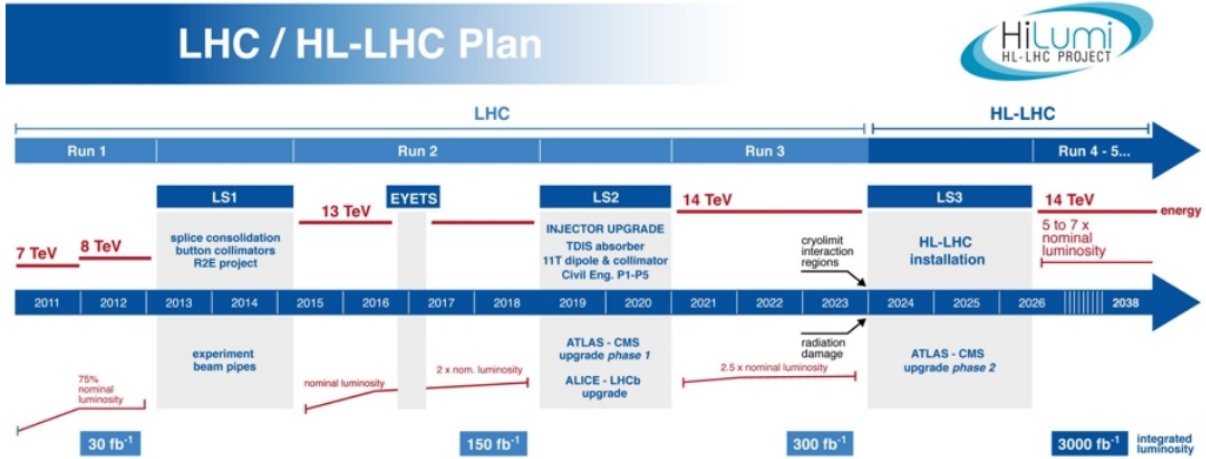 LHC / HL-LHC Plan
HiLumi
HL-LHC PROJECT
LHC
HL-LHC
Run 1
Run 2
Run 3
Run 4 - 5...
LS1
EYETS
LS2
LS3
7 TeV
8 TeV
splice consolidation
button collimators
R2E project
13 TeV
INJECTOR UPGRADE
TDIS absorber
11T dipole & collimator
Civil Eng. P1-P5
14 TeV
cryolimit
interaction
regions
HL-LHC
installation
14 TeV
energy
5 to 7 x
nominal
luminosity
2011 2012 2013 2014 2015 2016 2017 2018 2019 2020 2021 2022 2023 2024 2025 2026 2038
75%
nominal
luminosity
experiment
beam pipes
nominal luminosity
2 x nom. luminosity
ATLAS - CMS
upgrade phase 1
ALICE - LHCb
upgrade
2.5 x nominal luminosity
radiation
damage
ATLAS - CMS
upgrade phase 2
30 fb⁻¹
150 fb⁻¹
300 fb⁻¹
3000 fb⁻¹
integrated
luminosity